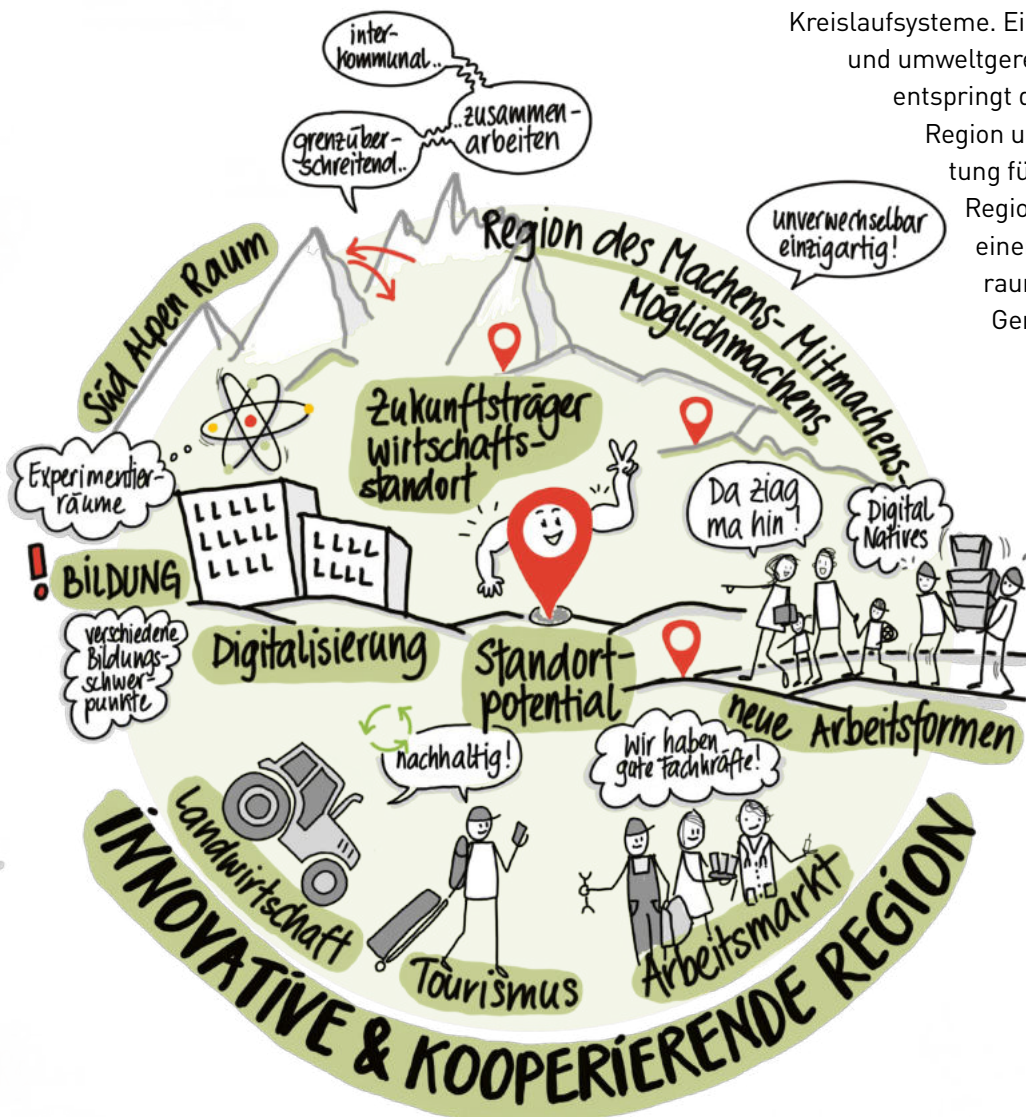 Kreislaufsysteme. Ei
und umweltgere
entspringt d
Region u
tung fü
Region
eine
raum
Ger
inter-
kommunal..
..zusammen-
arbeiten
grenzüber-
schreitend..
unverwechselbar
einzigartig!
Süd Alpen Raum
Region des Machens- Mitmachens-
Möglichmachens
Zukunftsträger
wirtschafts-
standort
Experimentier-
räume
Da ziag
ma hin!
Digital
Natives
! BILDUNG
verschiedene
Bildungs-
schwer-
punkte
Digitalisierung
Standort-
potential
neue Arbeitsformen
nachhaltig!
Wir haben
gute Fachkräfte!
Landwirtschaft
Tourismus
Arbeitsmarkt
INNOVATIVE & KOOPERIERENDE REGION